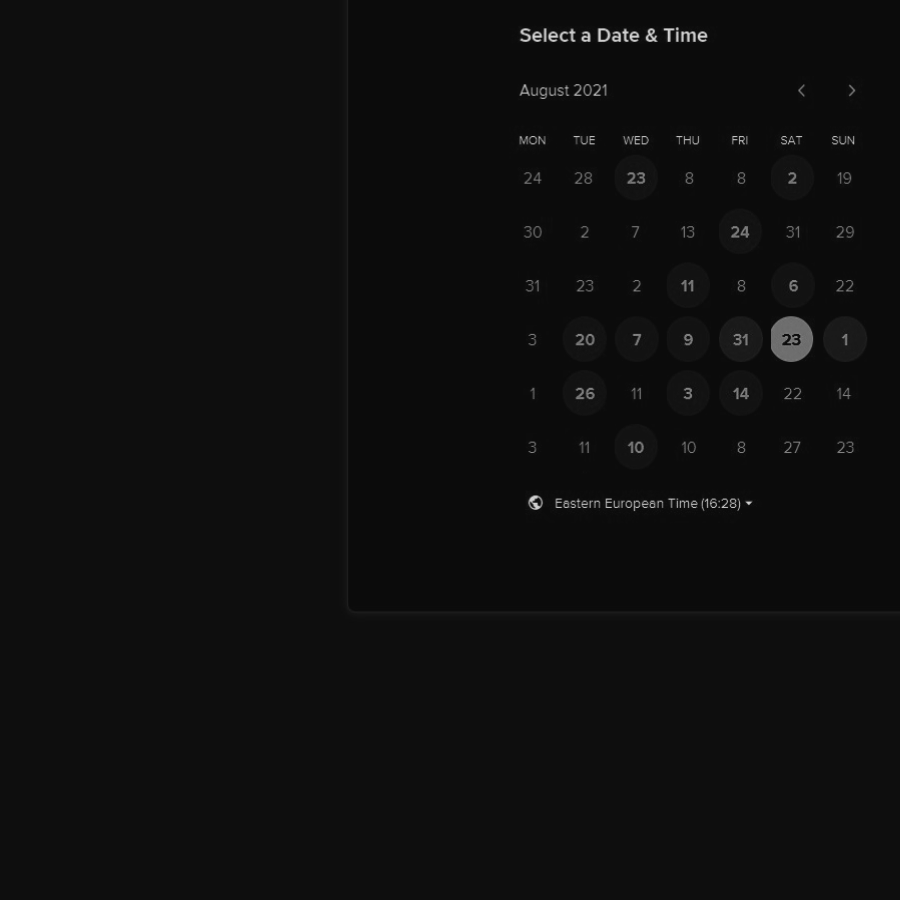 Select a Date & Time
August 2021
MON TUE WED THU FRI SAT SUN
24 28 23 8 8 2 19
30 2 7 13 24 31 29
31 23 2 11 8 6 22
3 20 7 9 31 23 1
1 26 11 3 14 22 14
3 11 10 10 8 27 23
Eastern European Time (16:28)